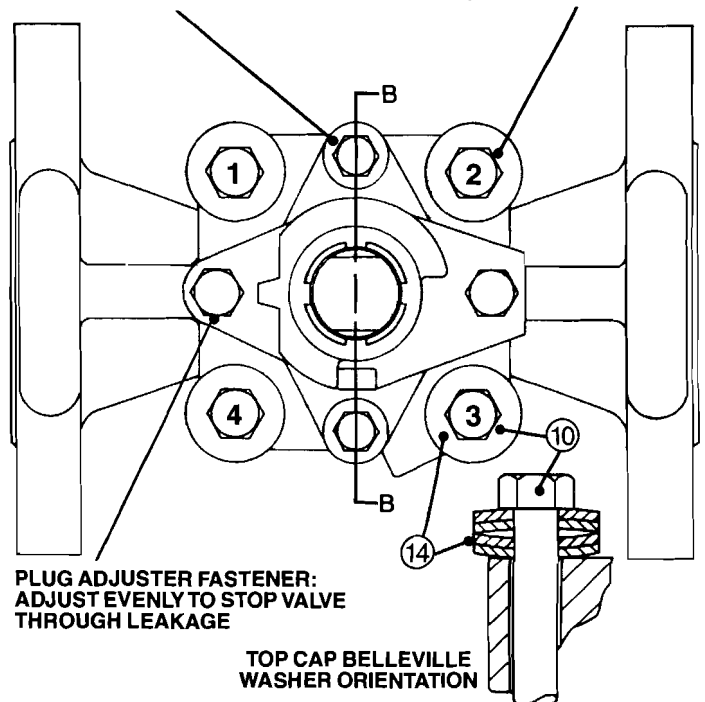 B
1
2
4
3
10
B
14
PLUG ADJUSTER FASTENER:
ADJUST EVENLY TO STOP VALVE
THROUGH LEAKAGE
TOP CAP BELLEVILLE
WASHER ORIENTATION